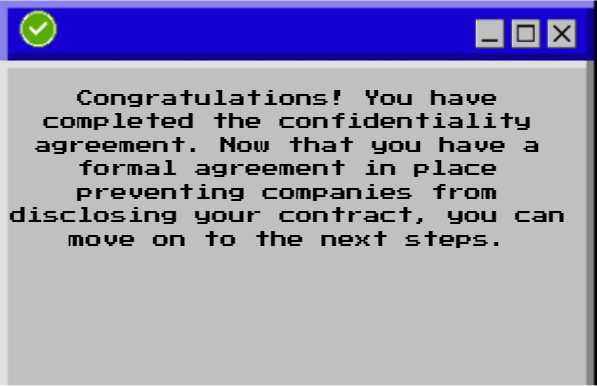 Congratulations! You have
completed the confidentiality
agreement. Now that you have a
formal agreement in place
preventing companies from
disclosing your contract, you can
move on to the next steps.